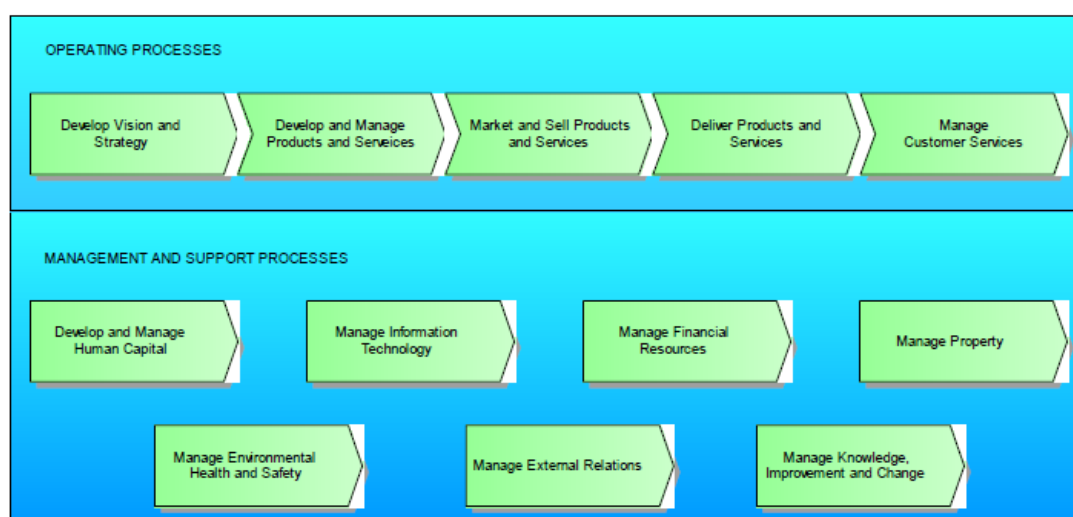 OPERATING PROCESSES
Develop Vision and
Strategy
Develop and Manage
Products and Serveices
Market and Sell Products
and Services
Deliver Products and
Services
Manage
Customer Services
MANAGEMENT AND SUPPORT PROCESSES
Develop and Manage
Human Capital
Manage Information
Technology
Manage Financial
Resources
Manage Property
Manage Environmental
Health and Safety
Manage External Relations
Manage Knowledge,
Improvement and Change